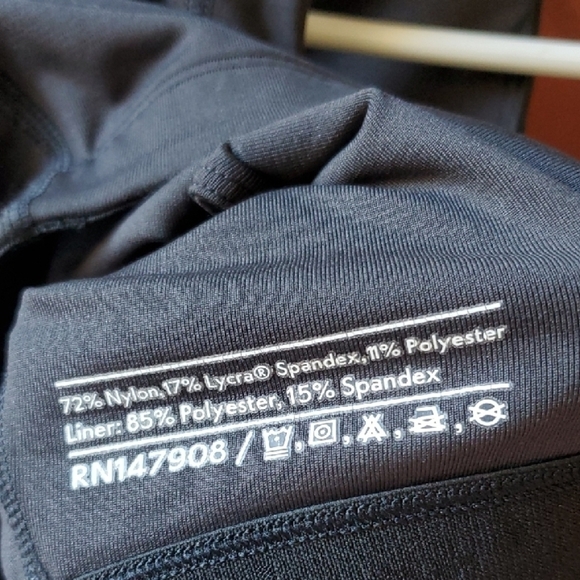 72% Nylon,17% Lycra® Spandex,11% Polyester
Liner: 85% Polyester, 15% Spandex
RN147908 /